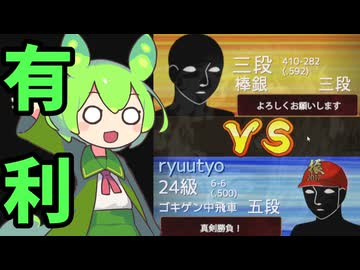 有利
三段 410-282
(.592)
棒銀 三段
よろしくお願いします
VS
ryuutyo
24級 6-6
(.500)
ゴキゲン中飛車 五段
真剣勝負!